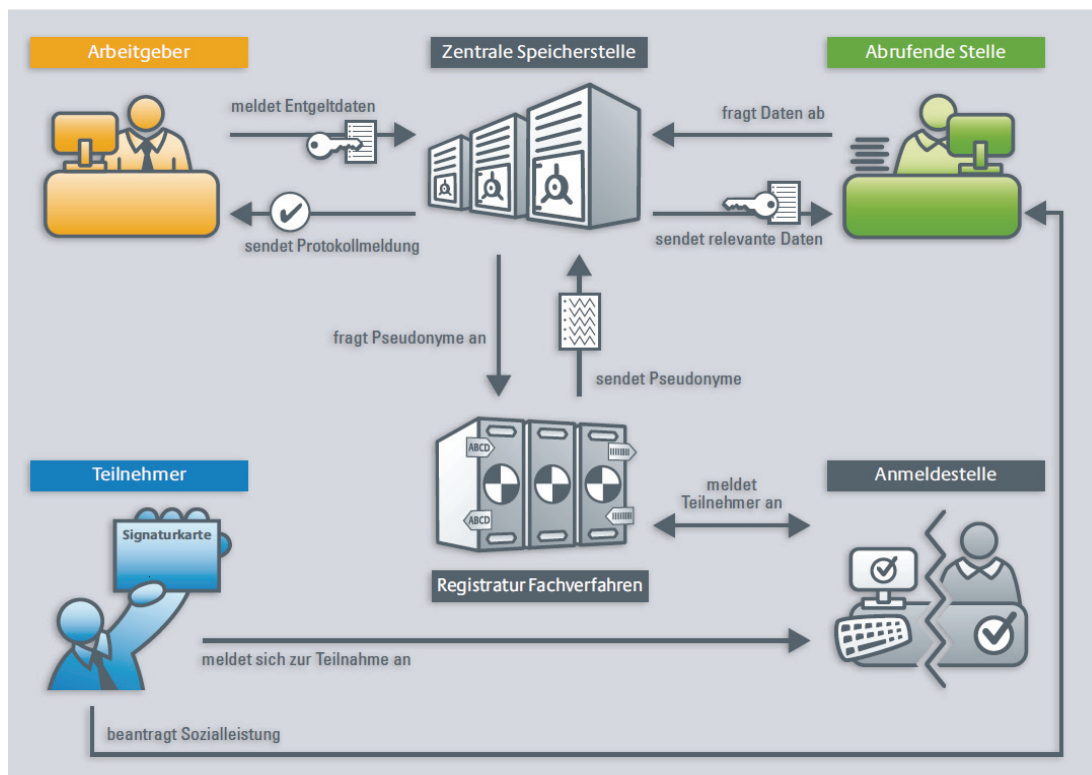 Arbeitgeber
Zentrale Speicherstelle
Abrufende Stelle
meldet Entgeltdaten
fragt Daten ab
sendet Protokollmeldung
sendet relevante Daten
fragt Pseudonyme an
sendet Pseudonyme
ABCD
ABCD
Teilnehmer
Anmeldestelle
Signaturkarte
meldet
Teilnehmer an
Registratur Fachverfahren
meldet sich zur Teilnahme an
beantragt Sozialleistung